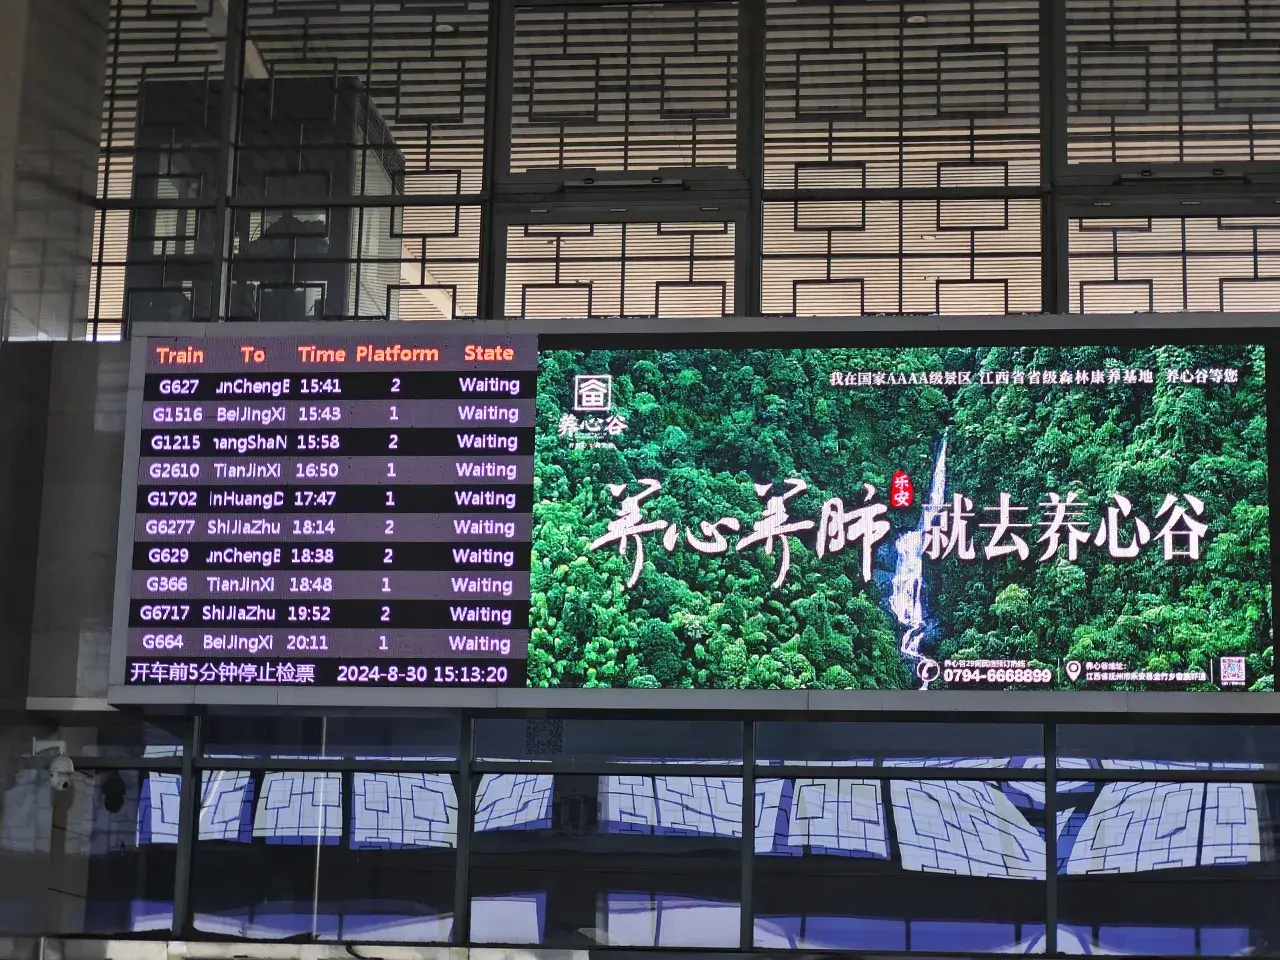 Train To Time Platform State
G627 unChengE 15:41 2 Waiting
G1516 BeiJingXi 15:43 1 Waiting
G1215 hangShaN 15:58 2 Waiting
G2610 TianJinXi 16:50 1 Waiting
G1702 inHuangD 17:47 1 Waiting
G6277 ShiJiaZhu 18:14 2 Waiting
G629 unChengE 18:38 2 Waiting
G366 TianJinXi 18:48 1 Waiting
G6717 ShiJiaZhu 19:52 2 Waiting
G664 BeiJingXi 20:11 1 Waiting
开车前5分钟停止检票 2024-8-30 15:13:20
我在国家AAAA级景区 江西省省级森林康养基地 养心谷等您
养心谷
乐安
养心养肺 就去养心谷
0794-6668899
养心谷地址: